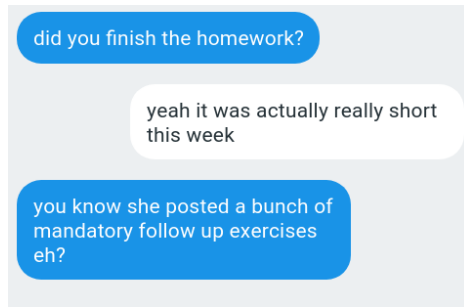 did you finish the homework?
yeah it was actually really short
this week
you know she posted a bunch of
mandatory follow up exercises
eh?